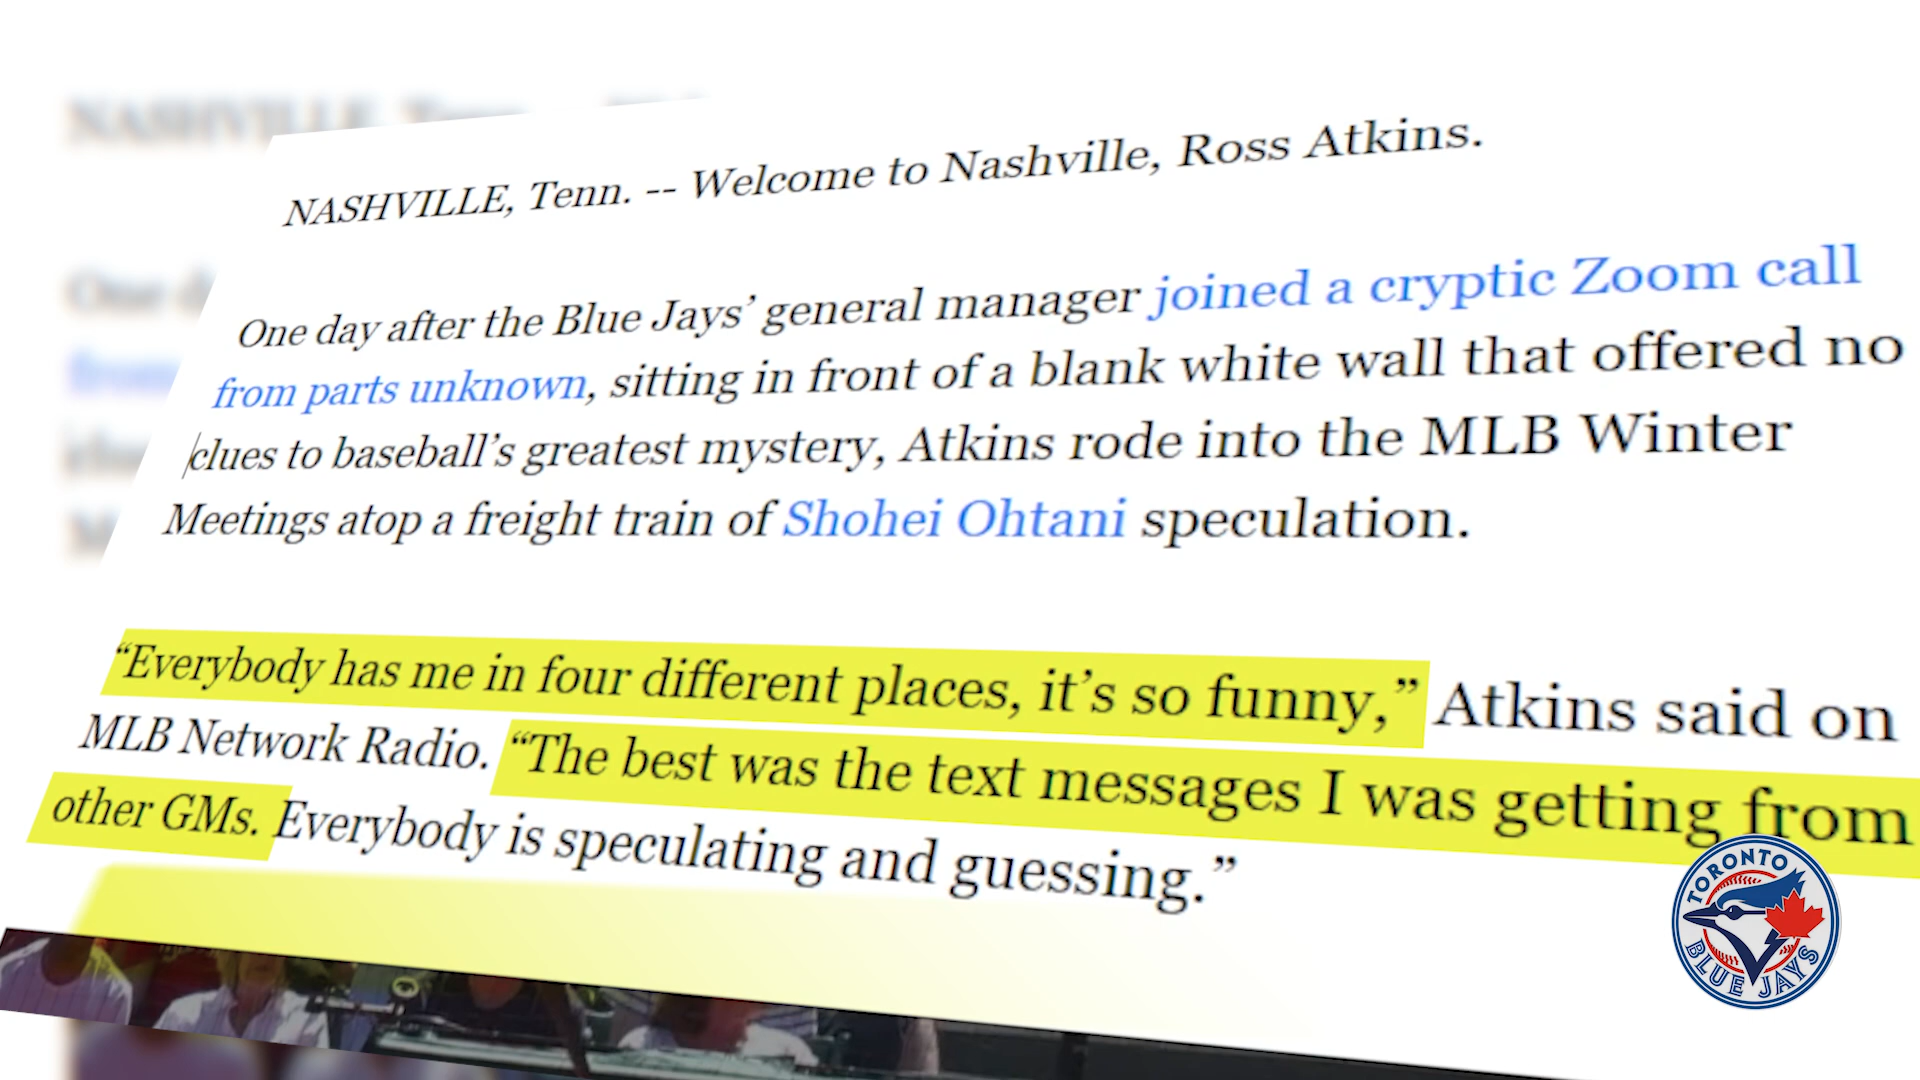 NASHVILLE, Tenn. -- Welcome to Nashville, Ross Atkins.
One day after the Blue Jays’ general manager joined a cryptic Zoom call
from parts unknown, sitting in front of a blank white wall that offered no
clues to baseball’s greatest mystery, Atkins rode into the MLB Winter
Meetings atop a freight train of Shohei Ohtani speculation.
“Everybody has me in four different places, it’s so funny,” Atkins said on
MLB Network Radio. “The best was the text messages I was getting from
other GMs. Everybody is speculating and guessing.”
TORONTO
BLUE JAYS